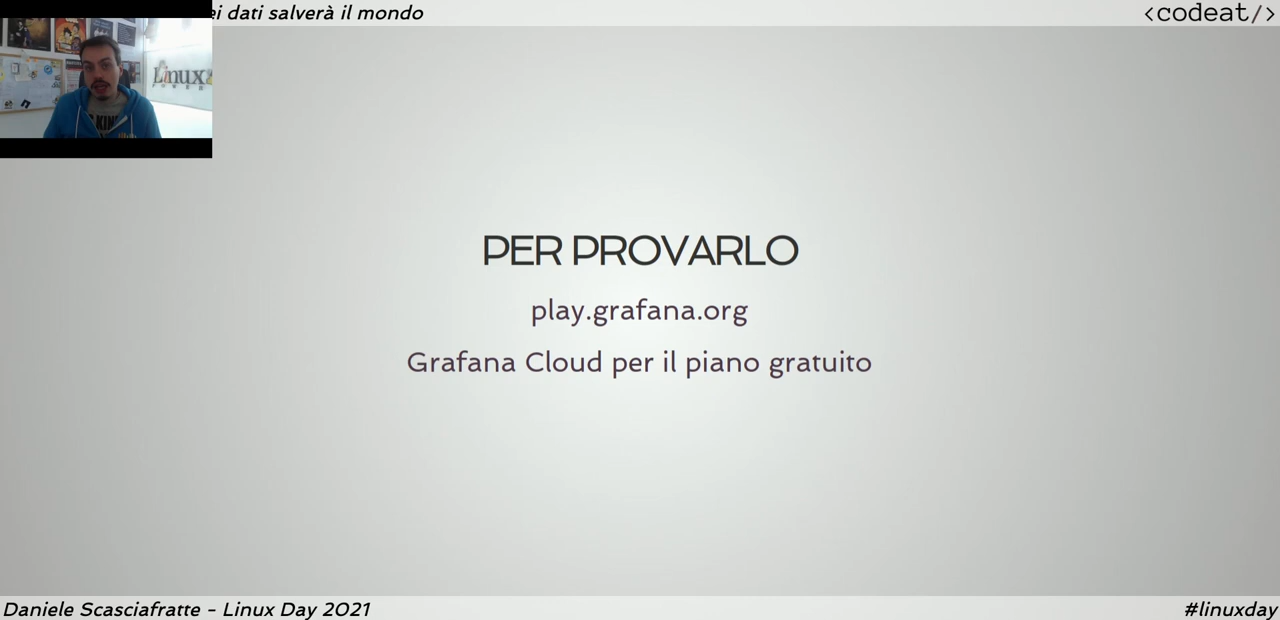 ei dati salverà il mondo
<codeat/>
Linux
PER PROVARLO
play.grafana.org
Grafana Cloud per il piano gratuito
Daniele Scasciafratte - Linux Day 2021
#linuxday